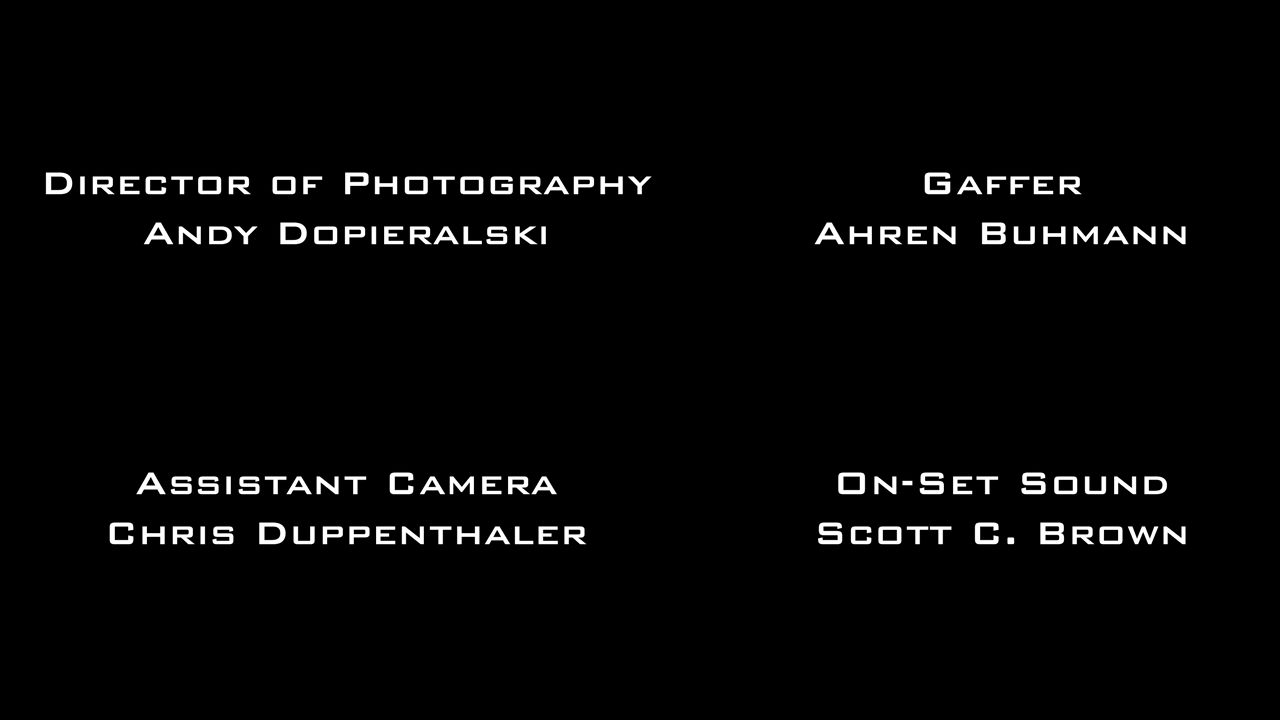 Director of Photography
Andy Dopieralski
Gaffer
Ahren Buhmann
Assistant Camera
Chris Duppenthaler
On-Set Sound
Scott C. Brown